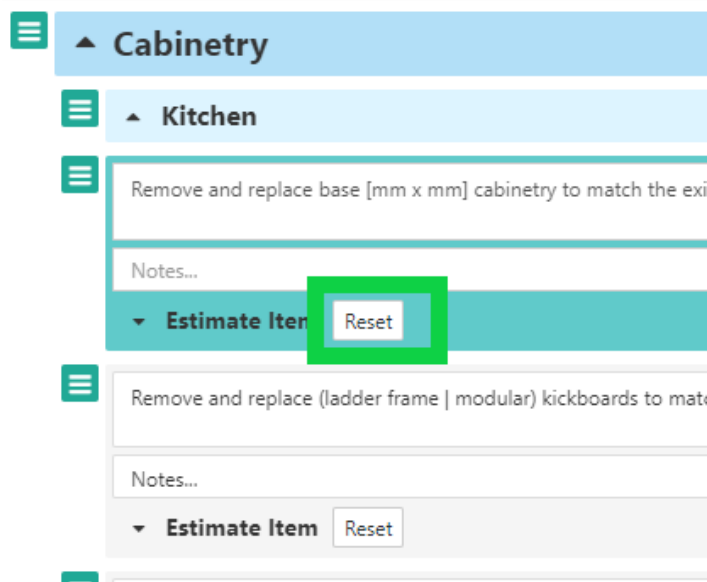 Cabinetry
Kitchen
Remove and replace base [mm x mm] cabinetry to match the exi
Notes...
Estimate Iten Reset
Remove and replace (ladder frame | modular) kickboards to mat
Notes...
Estimate Item Reset